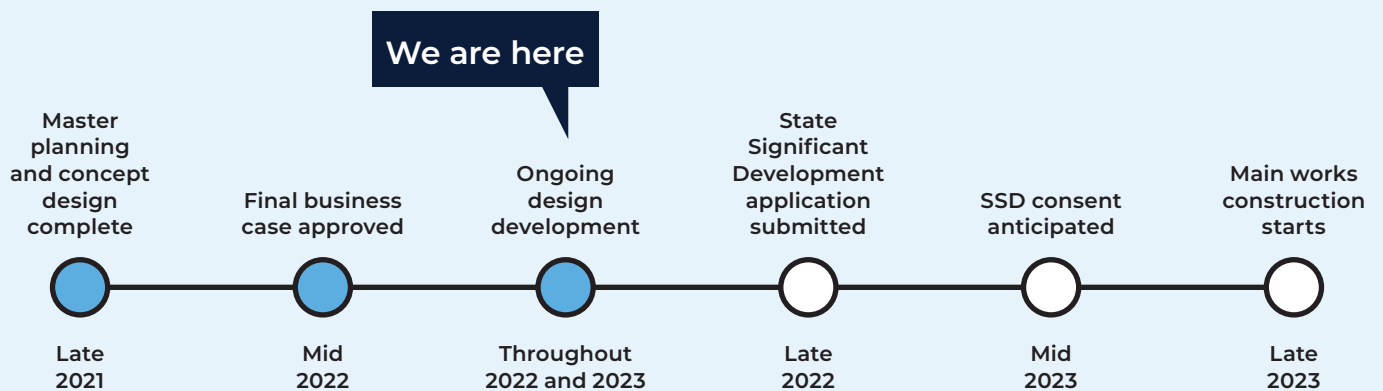 We are here
Master
planning
and concept
design
complete
Final business
case approved
Ongoing
design
development
State
Significant
Development
application
submitted
SSD consent
anticipated
Main works
construction
starts
Late
2021
Mid
2022
Throughout
2022 and 2023
Late
2022
Mid
2023
Late
2023